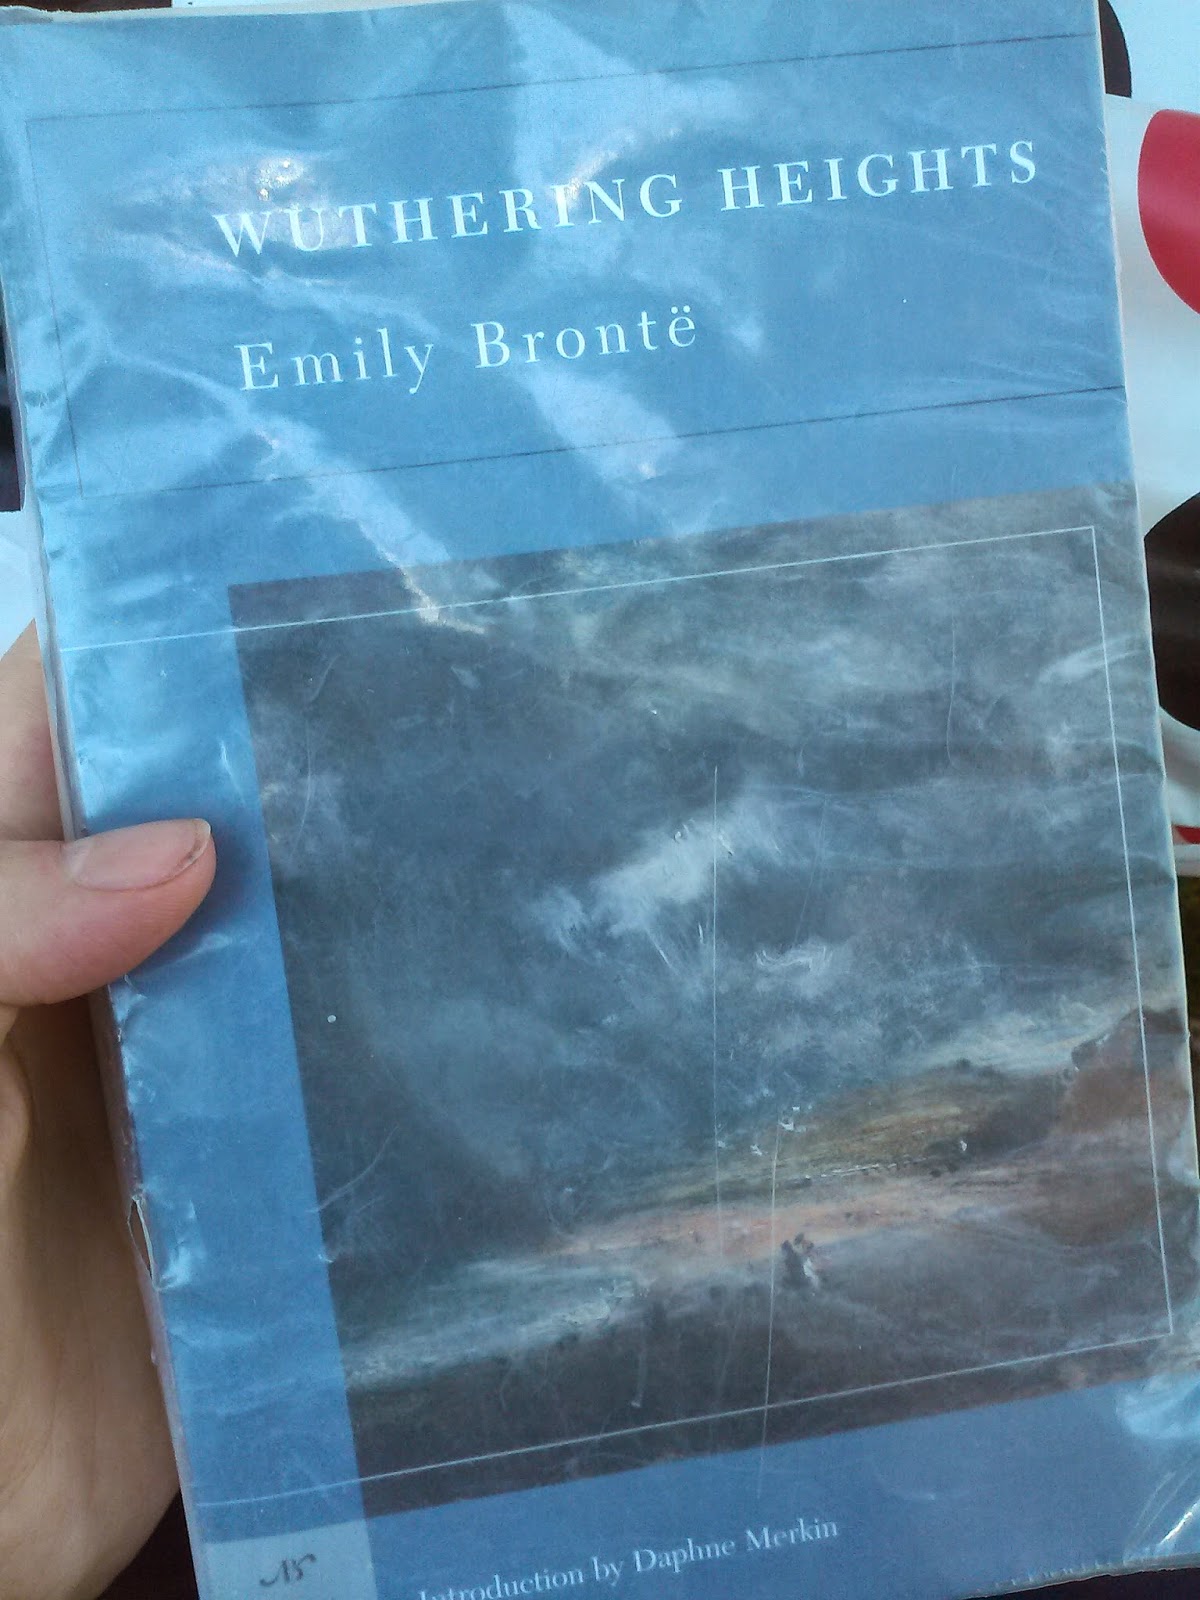 WUTHERING HEIGHTS
Emily Brontë
Introduction by Daphne Merkin